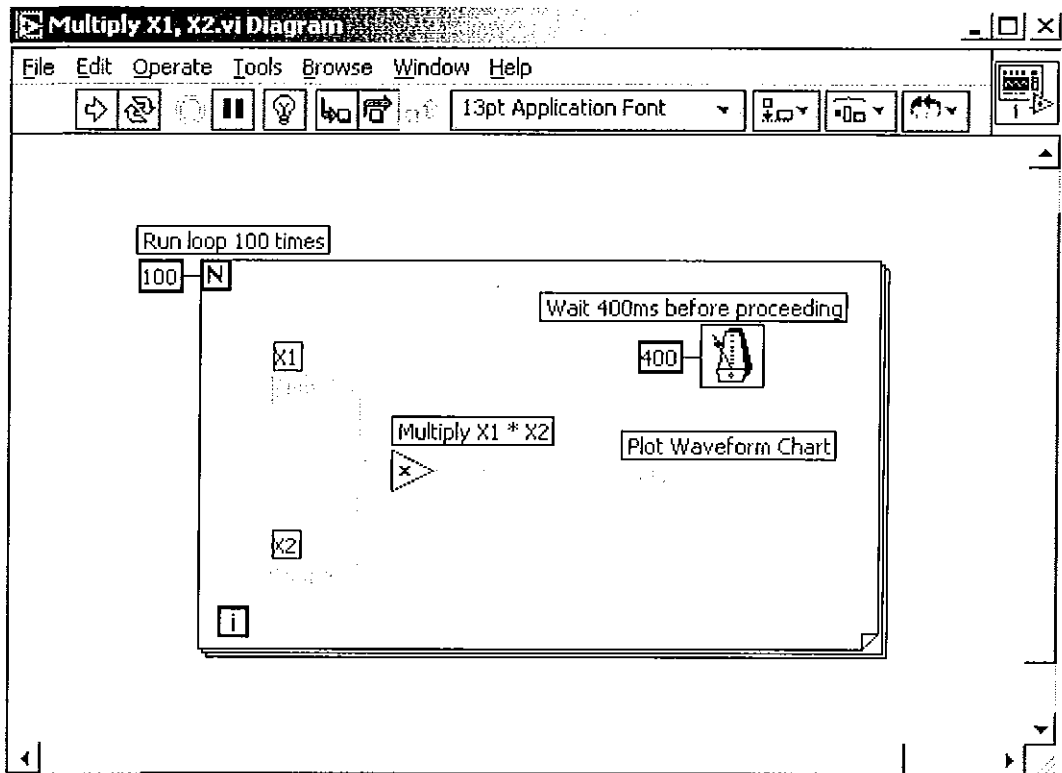 Multiply X1, X2.vi Diagram
File Edit Operate Tools Browse Window Help
13pt Application Font
1
Run loop 100 times
100 N
Wait 400ms before proceeding
400
X1
Multiply X1 * X2
x
Plot Waveform Chart
X2
i